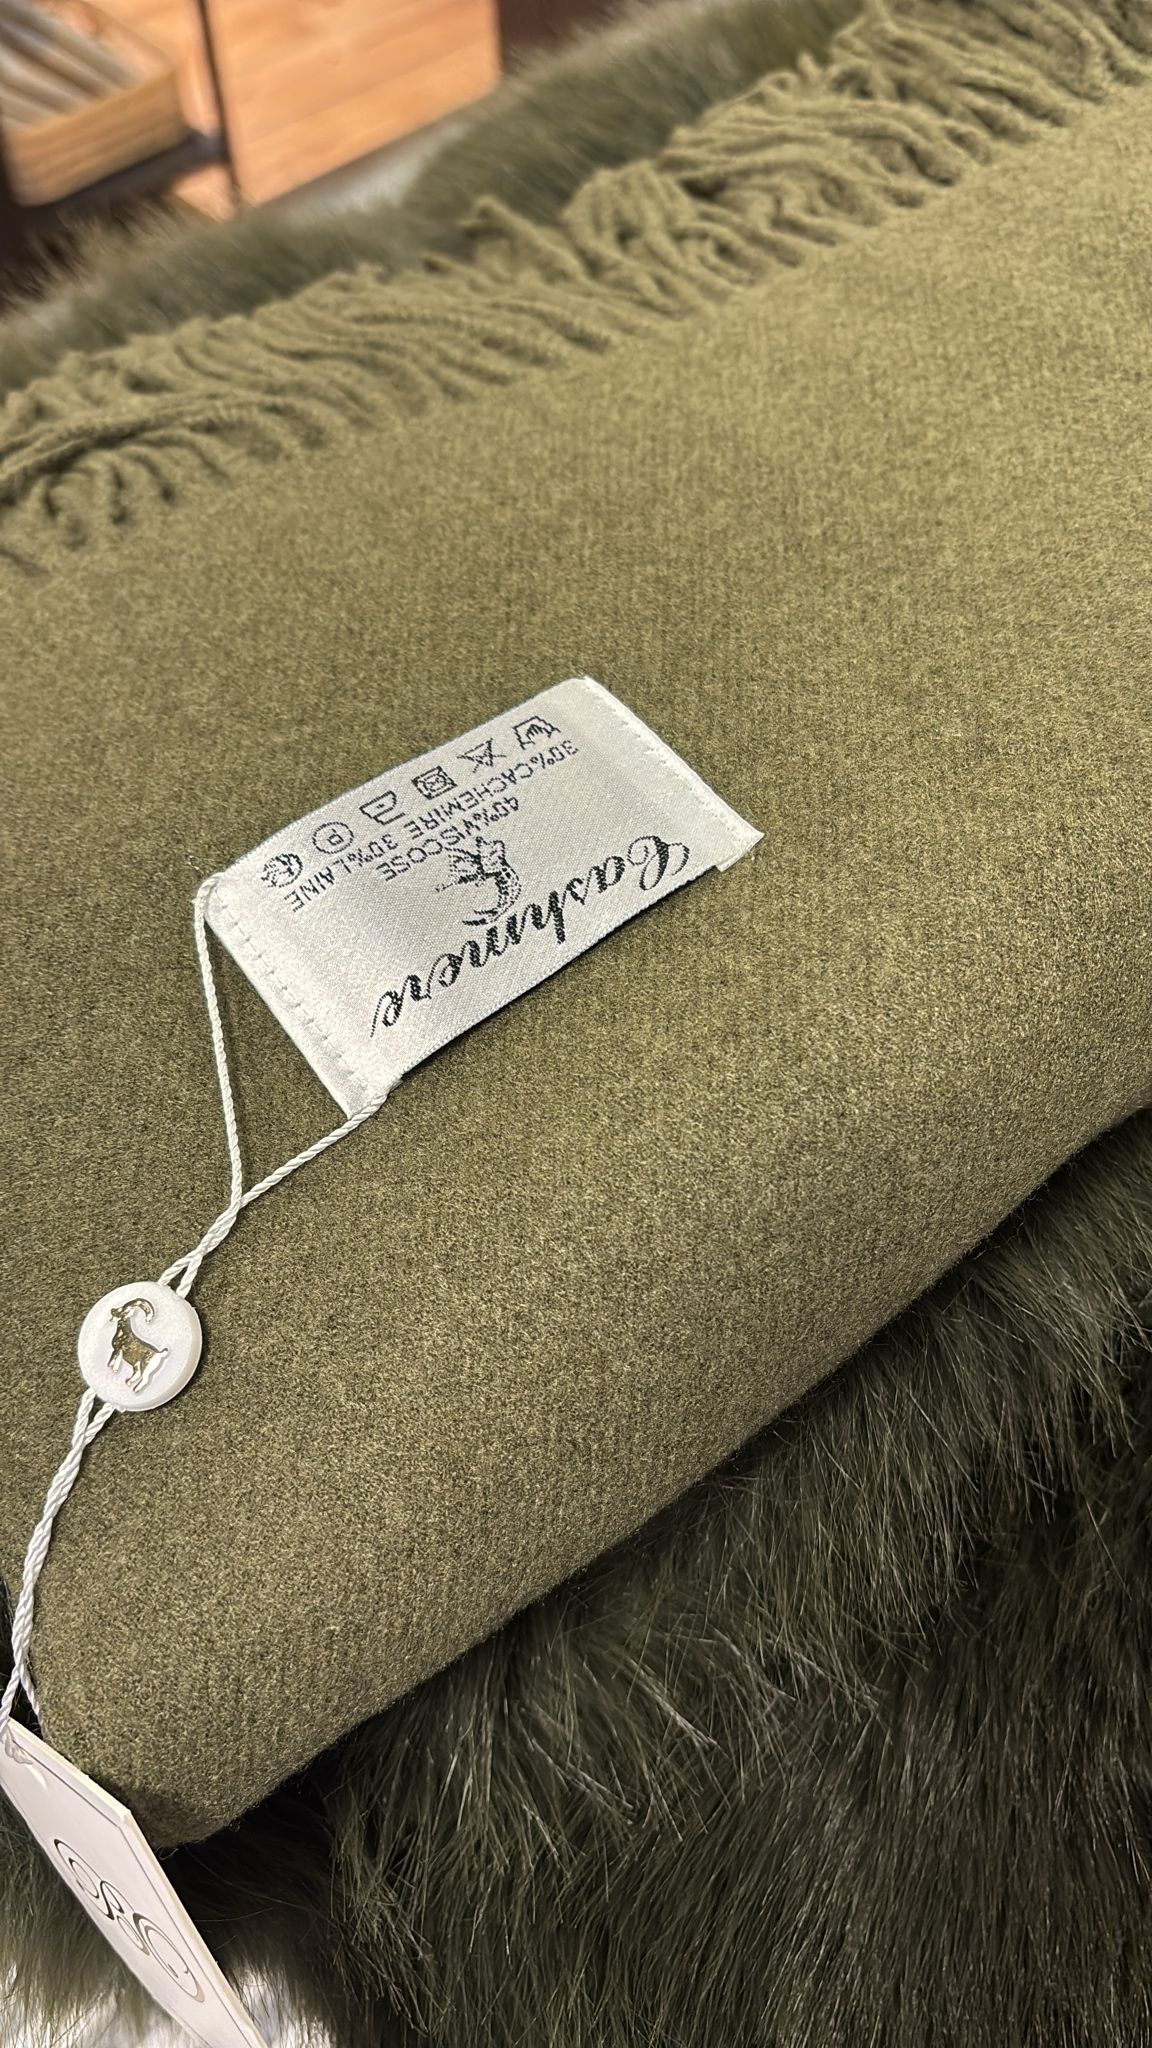 Cashmere
40%VISCOSE
30%CACHEMIRE 30%LAINE
P